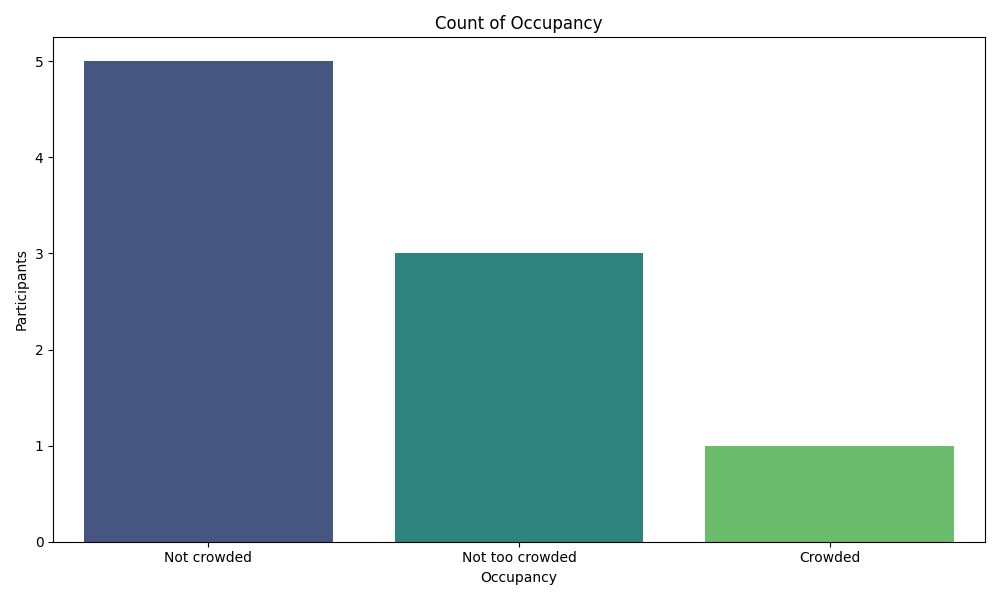 Count of Occupancy
Participants
5
4
3
2
1
0
Not crowded
Not too crowded
Crowded
Occupancy